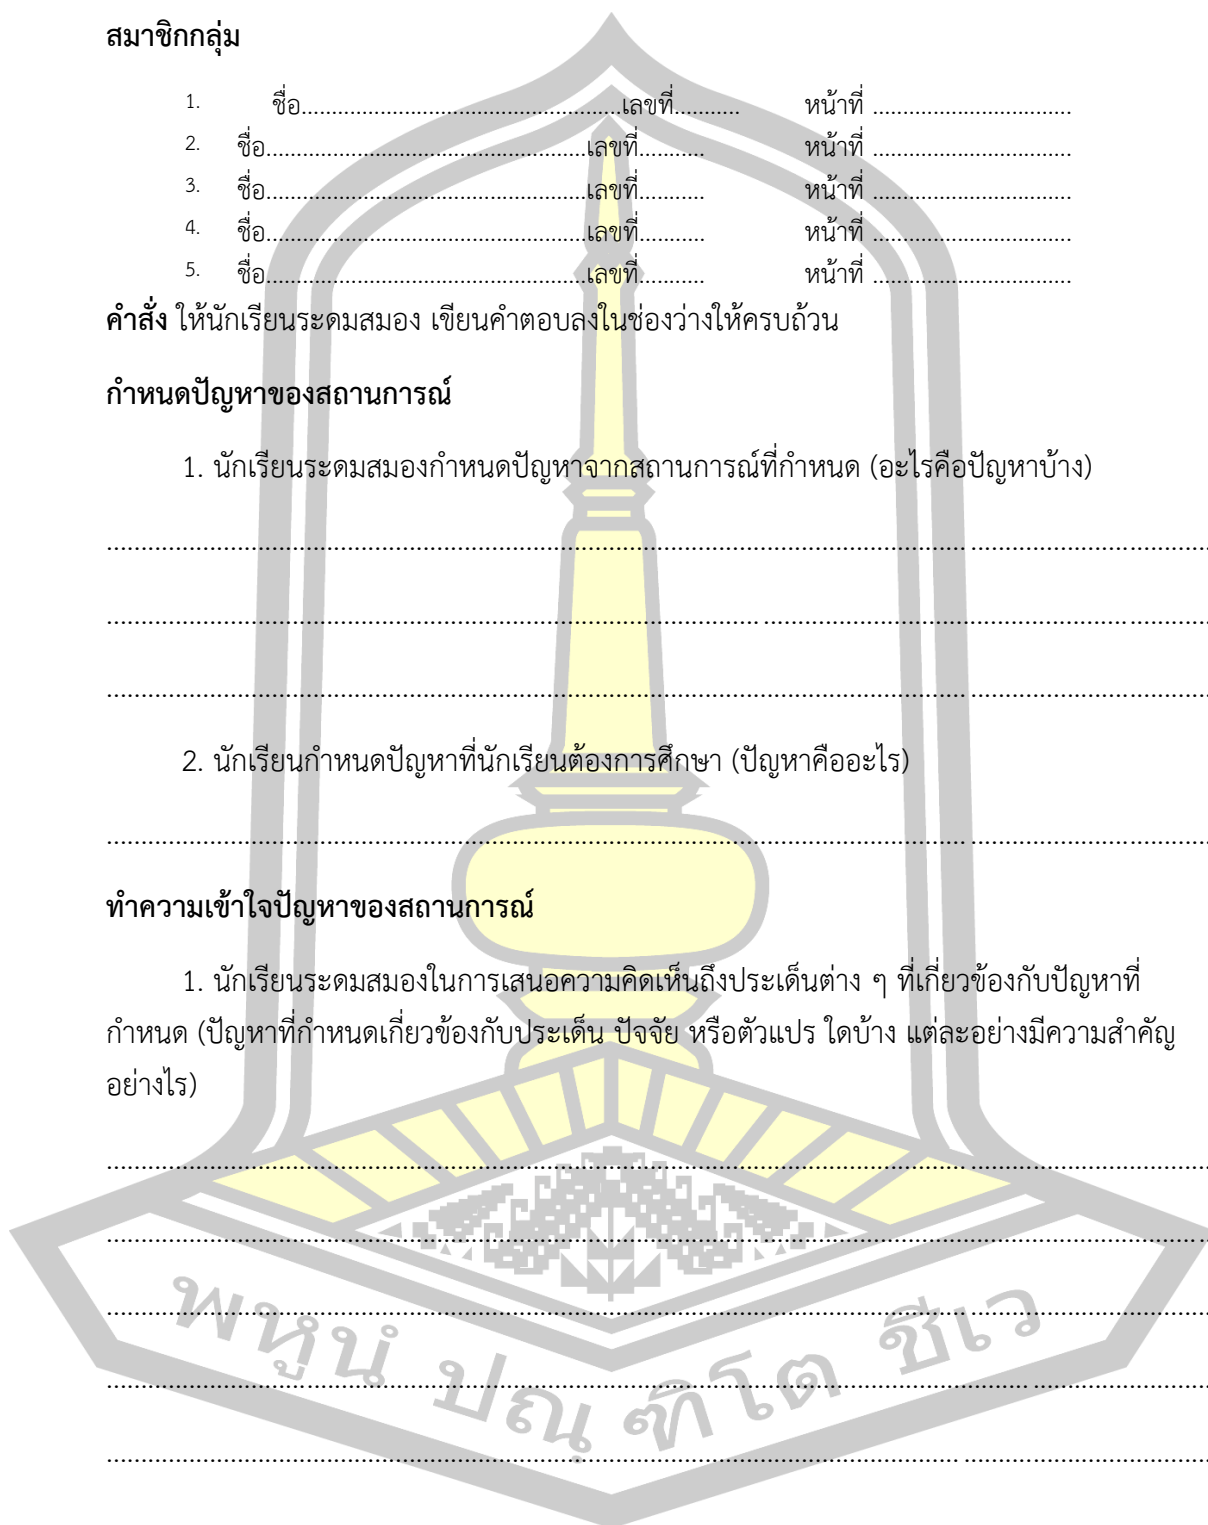 สมาชิกกลุ่ม
1. ชื่อ............................................เลขที่.......... หน้าที่ ..............................
2. ชื่อ............................................เลขที่.......... หน้าที่ ..............................
3. ชื่อ............................................เลขที่.......... หน้าที่ ..............................
4. ชื่อ............................................เลขที่.......... หน้าที่ ..............................
5. ชื่อ............................................เลขที่.......... หน้าที่ ..............................
คำสั่ง ให้นักเรียนระดมสมอง เขียนคำตอบลงในช่องว่างให้ครบถ้วน
กำหนดปัญหาของสถานการณ์
1. นักเรียนระดมสมองกำหนดปัญหาจากสถานการณ์ที่กำหนด (อะไรคือปัญหาบ้าง)
2. นักเรียนกำหนดปัญหาที่นักเรียนต้องการศึกษา (ปัญหาคืออะไร)
ทำความเข้าใจปัญหาของสถานการณ์
1. นักเรียนระดมสมองในการเสนอความคิดเห็นถึงประเด็นต่าง ๆ ที่เกี่ยวข้องกับปัญหาที่
กำหนด (ปัญหาที่กำหนดเกี่ยวข้องกับประเด็น ปัจจัย หรือตัวแปร ใดบ้าง แต่ละอย่างมีความสำคัญ
อย่างไร)
พหูนํ ปณฺฑิโต ชีเว